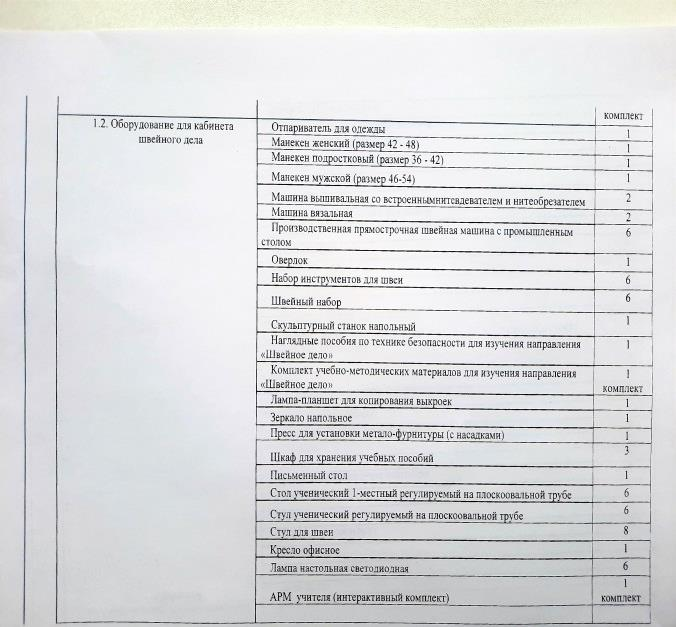 комплект
1.2. Оборудование для кабинета
швейного дела
Отпариватель для одежды 1
Манекен женский (размер 42 - 48) 1
Манекен подростковый (размер 36 - 42) 1
Манекен мужской (размер 46-54) 1
Машина вышивальная со встроеннымнитевдевателем и нитеобрезателем 2
Машина вязальная 2
Производственная прямострочная швейная машина с промышленным 6
столом
Оверлок 1
Набор инструментов для швеи 6
Швейный набор 6
Скульптурный станок напольный 1
Наглядные пособия по технике безопасности для изучения направления 1
«Швейное дело»
Комплект учебно-методических материалов для изучения направления 1
«Швейное дело» комплект
Лампа-планшет для копирования выкроек 1
Зеркало напольное 1
Пресс для установки метало-фурнитуры (с насадками) 1
Шкаф для хранения учебных пособий 3
Письменный стол 1
Стол ученический 1-местный регулируемый на плоскоовальной трубе 6
Стул ученический регулируемый на плоскоовальной трубе 6
Стул для швеи 8
Кресло офисное 1
Лампа настольная светодиодная 6
1
АРМ учителя (интерактивный комплект) комплект